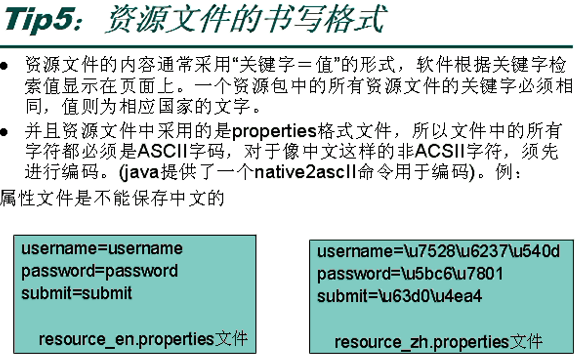 Tip5：资源文件的书写格式
● 资源文件的内容通常采用“关键字＝值”的形式，软件根据关键字检
索值显示在页面上。一个资源包中的所有资源文件的关键字必须相
同，值则为相应国家的文字。
● 并且资源文件中采用的是properties格式文件，所以文件中的所有
字符都必须是ASCII字码，对于像中文这样的非ACSII字符，须先
进行编码。(java提供了一个native2ascII命令用于编码)。例：
属性文件是不能保存中文的
username=username
password=password
submit=submit
resource_en.properties文件
username=\u7528\u6237\u540d
password=\u5bc6\u7801
submit=\u63d0\u4ea4
resource_zh.properties文件